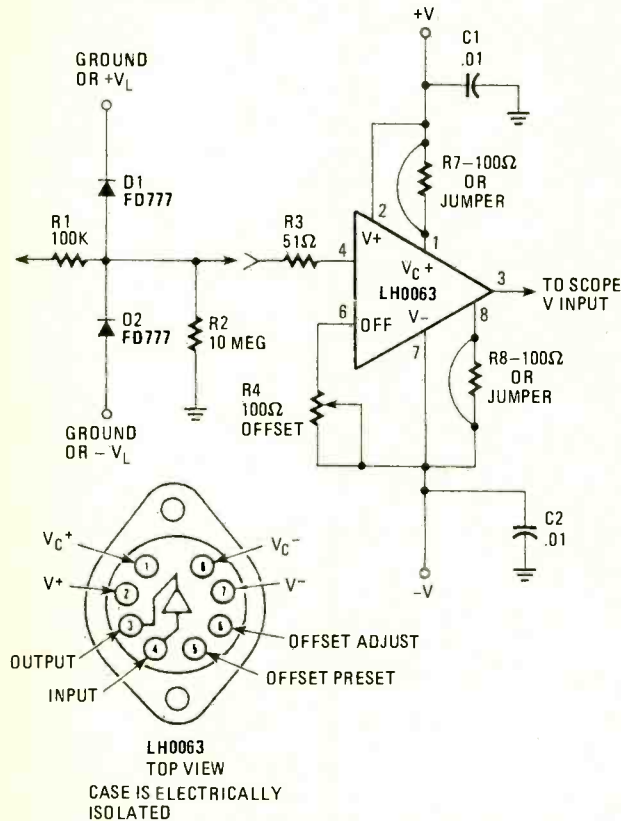 +V
GROUND
OR +VL
C1
.01
D1
FD777
R7-100Ω
OR
JUMPER
R1
100K
R3
51Ω
2
V+
1
VC+
4
LH0063
3
TO SCOPE
V INPUT
D2
FD777
R2
10 MEG
6
OFF
V-
7
8
R8-100Ω
OR
JUMPER
R4
100Ω
OFFSET
GROUND
OR -VL
C2
.01
-V
VC+
VC-
V+
V-
1
2
3
4
5
6
7
8
OUTPUT
OFFSET ADJUST
INPUT
OFFSET PRESET
LH0063
TOP VIEW
CASE IS ELECTRICALLY
ISOLATED